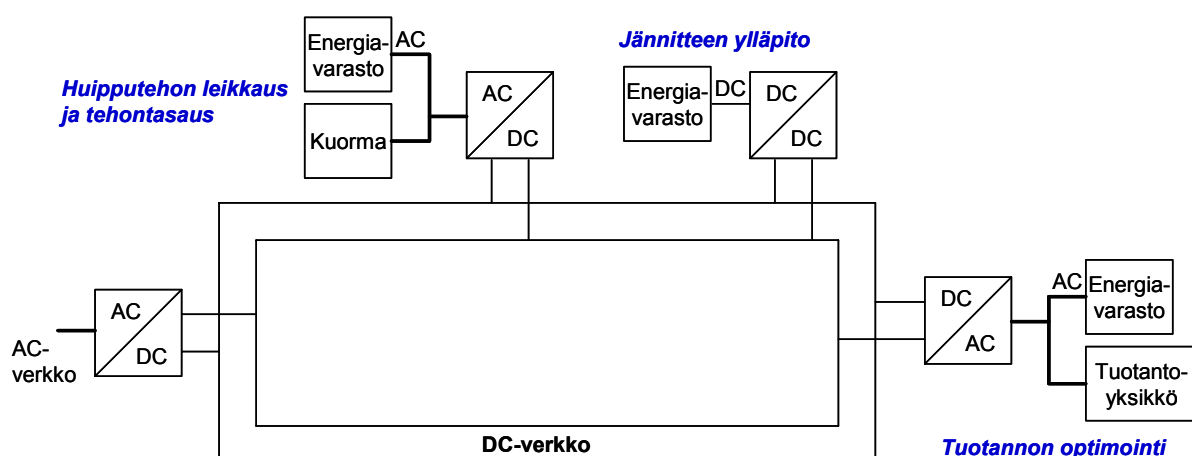 Huipputehon leikkaus
ja tehontasaus
Energia-
varasto
AC
Kuorma
AC
DC
Jännitteen ylläpito
Energia-
varasto
DC
DC
DC
AC-
verkko
AC
DC
DC-verkko
DC
AC
AC
Energia-
varasto
Tuotanto-
yksikkö
Tuotannon optimointi